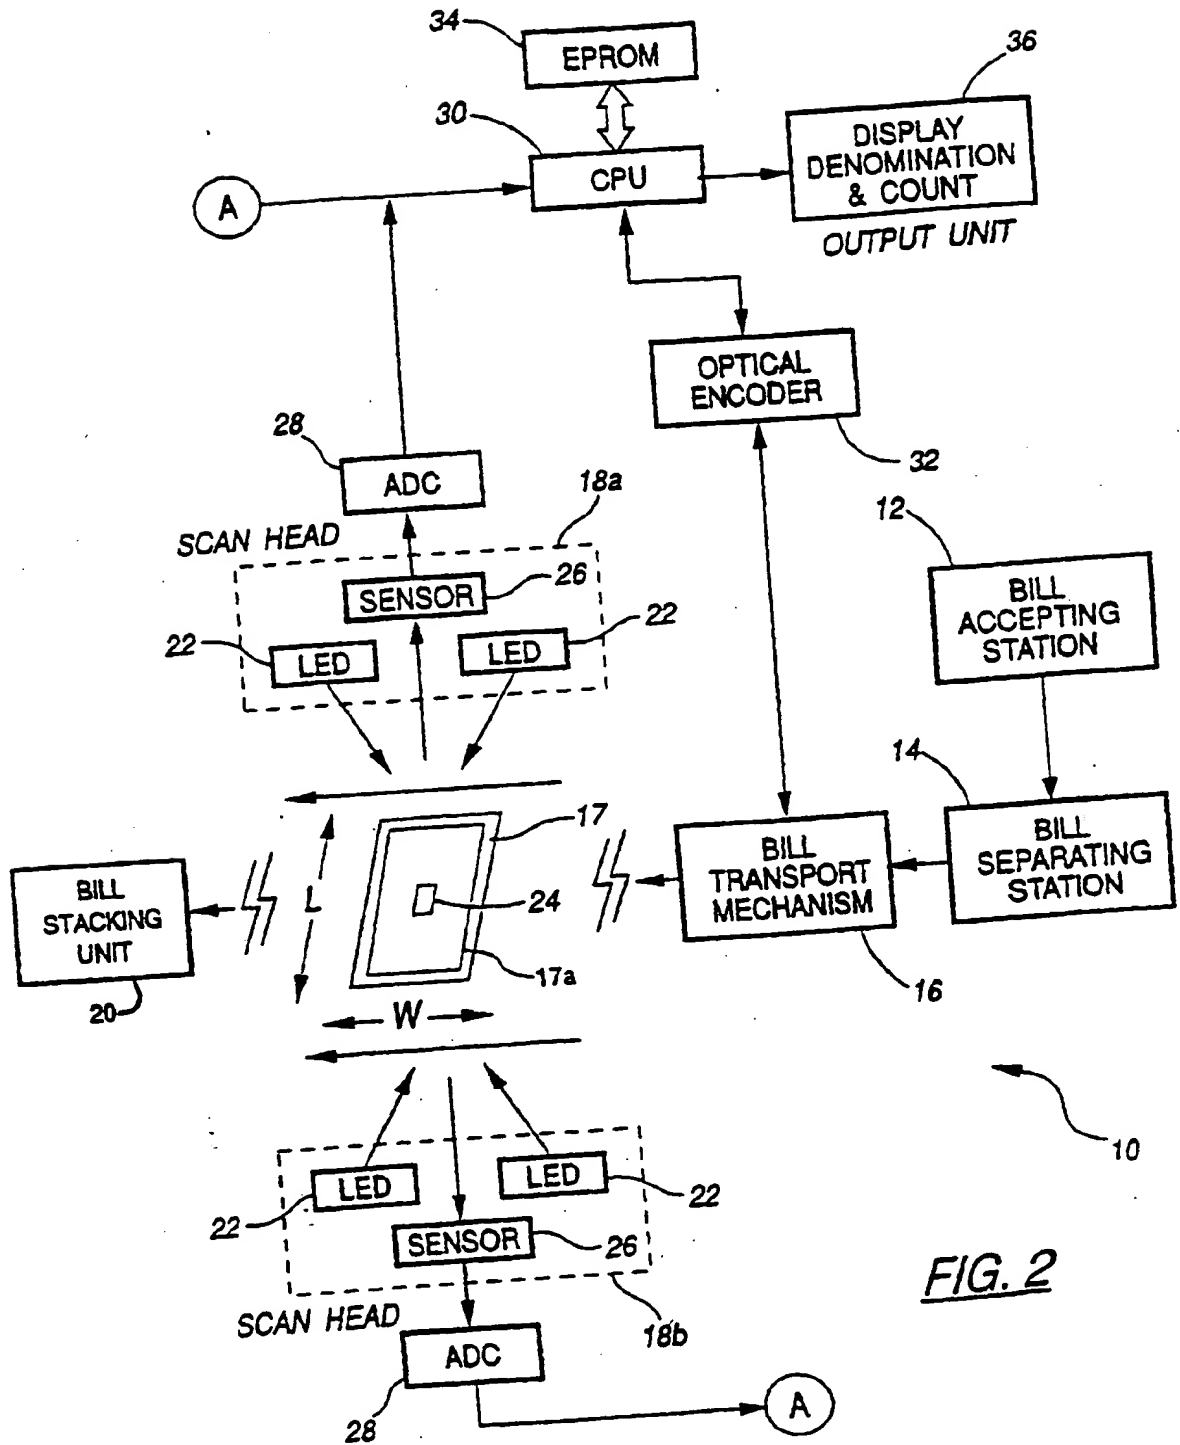 34
EPROM
36
30
CPU
DISPLAY
DENOMINATION
& COUNT
A
OUTPUT UNIT
OPTICAL
ENCODER
28
ADC
32
18a
SCAN HEAD
12
SENSOR
26
BILL
ACCEPTING
STATION
22
LED
LED
22
14
17
BILL
SEPARATING
STATION
BILL
TRANSPORT
MECHANISM
BILL
STACKING
UNIT
L
24
17a
16
20
W
10
LED
LED
22
22
SENSOR
26
FIG. 2
SCAN HEAD
18b
ADC
28
A